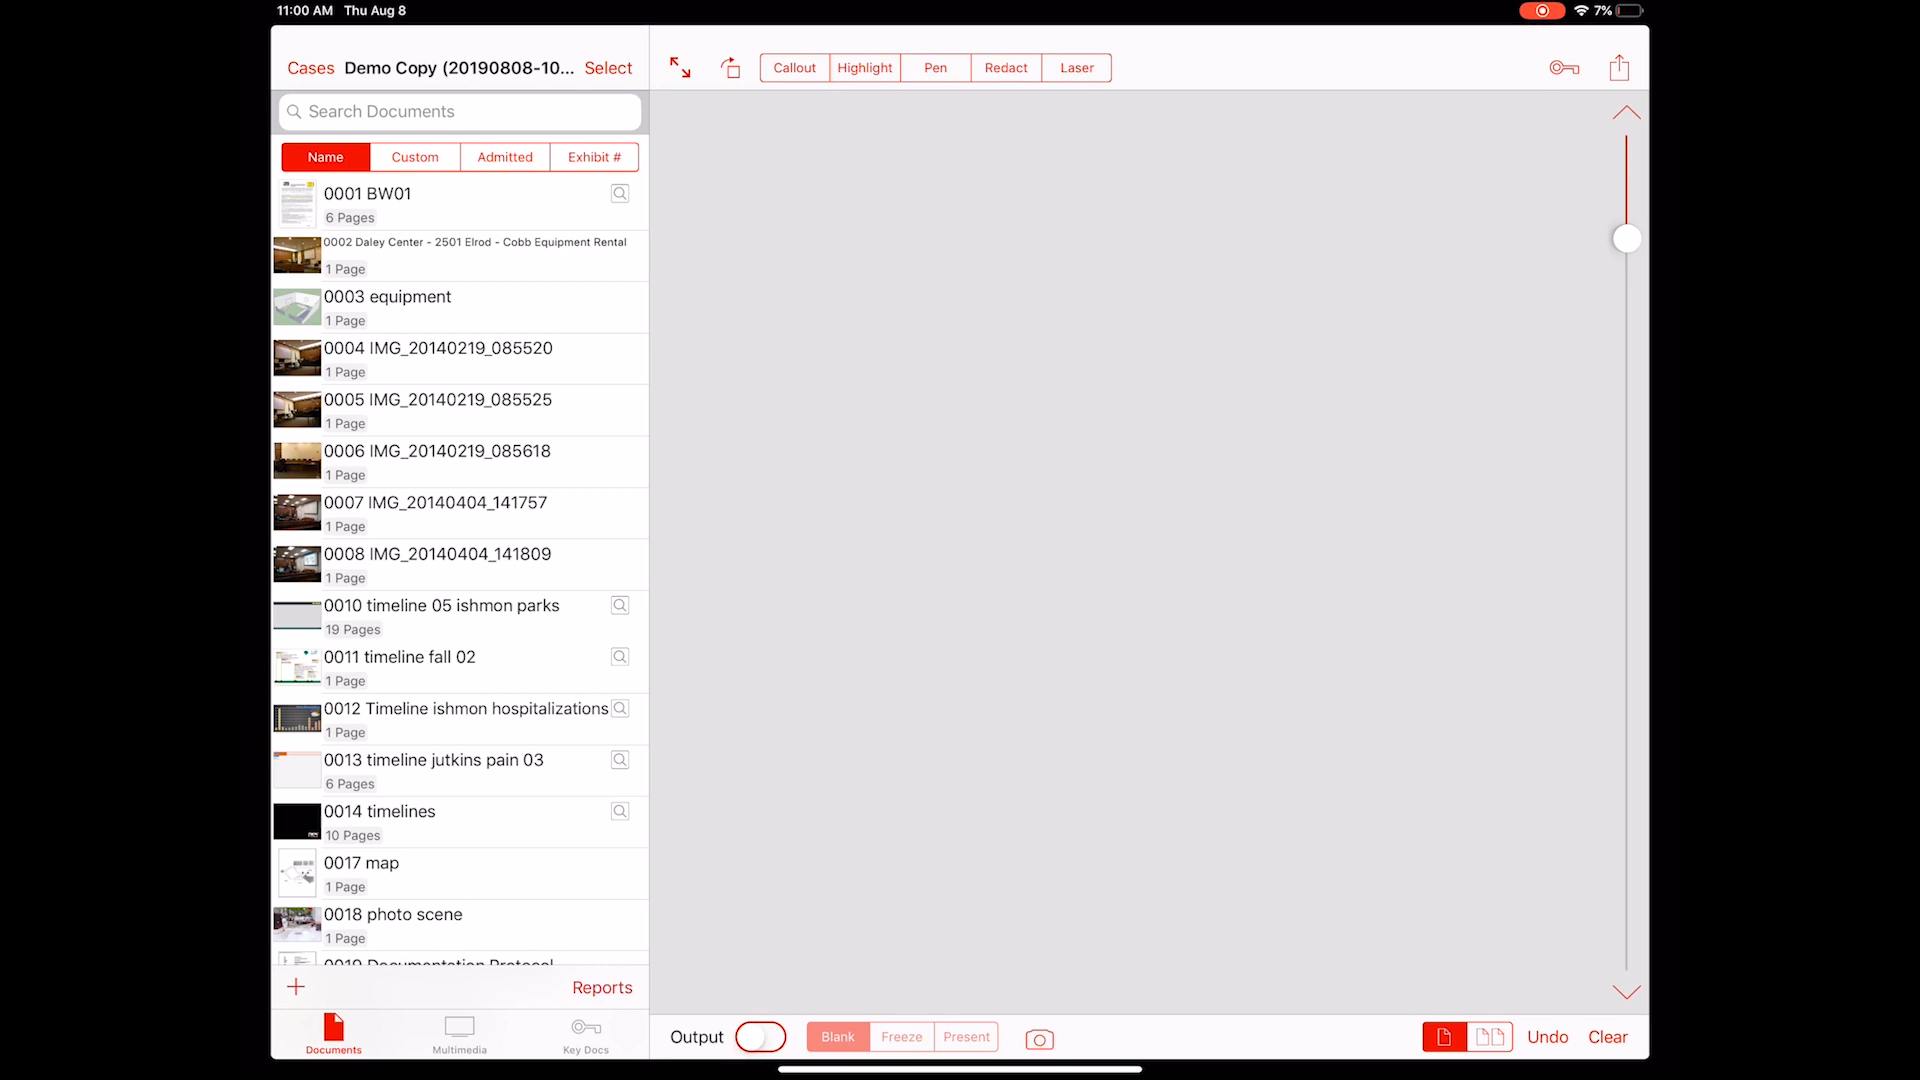 11:00 AM Thu Aug 8
7%
Cases Demo Copy (20190808-10... Select
Callout Highlight Pen Redact Laser
Search Documents
Name Custom Admitted Exhibit #
0001 BW01
6 Pages
0002 Daley Center - 2501 Elrod - Cobb Equipment Rental
1 Page
0003 equipment
1 Page
0004 IMG_20140219_085520
1 Page
0005 IMG_20140219_085525
1 Page
0006 IMG_20140219_085618
1 Page
0007 IMG_20140404_141757
1 Page
0008 IMG_20140404_141809
1 Page
0010 timeline 05 ishmon parks
19 Pages
0011 timeline fall 02
1 Page
0012 Timeline ishmon hospitalizations
1 Page
0013 timeline jutkins pain 03
6 Pages
0014 timelines
10 Pages
0017 map
1 Page
0018 photo scene
1 Page
0019 Documentation Protocol
Reports
Documents Multimedia Key Docs
Output Blank Freeze Present Undo Clear